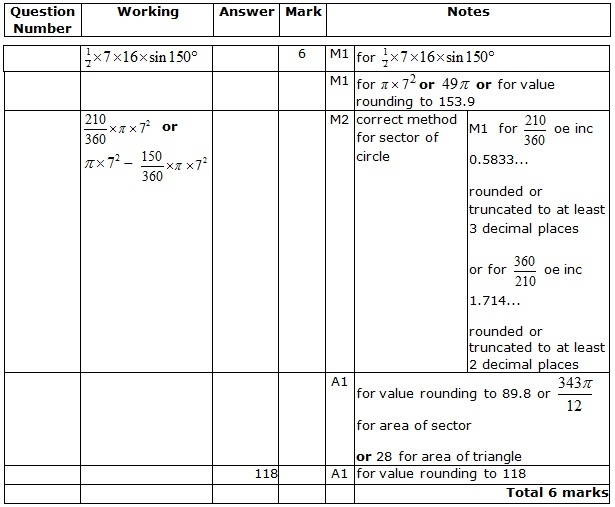 Question Number Working Answer Mark Notes
½×7×16×sin150° 6 M1 for ½×7×16×sin150°
M1 for π×7² or 49π or for value
rounding to 153.9
210/360×π×7² or
π×7² − 150/360×π×7²
M2 correct method
for sector of
circle
M1 for 210/360 oe inc
0.5833...
rounded or
truncated to at least
3 decimal places
or for 360/210 oe inc
1.714...
rounded or
truncated to at least
2 decimal places
A1 for value rounding to 89.8 or 343π/12
for area of sector
or 28 for area of triangle
118 A1 for value rounding to 118
Total 6 marks